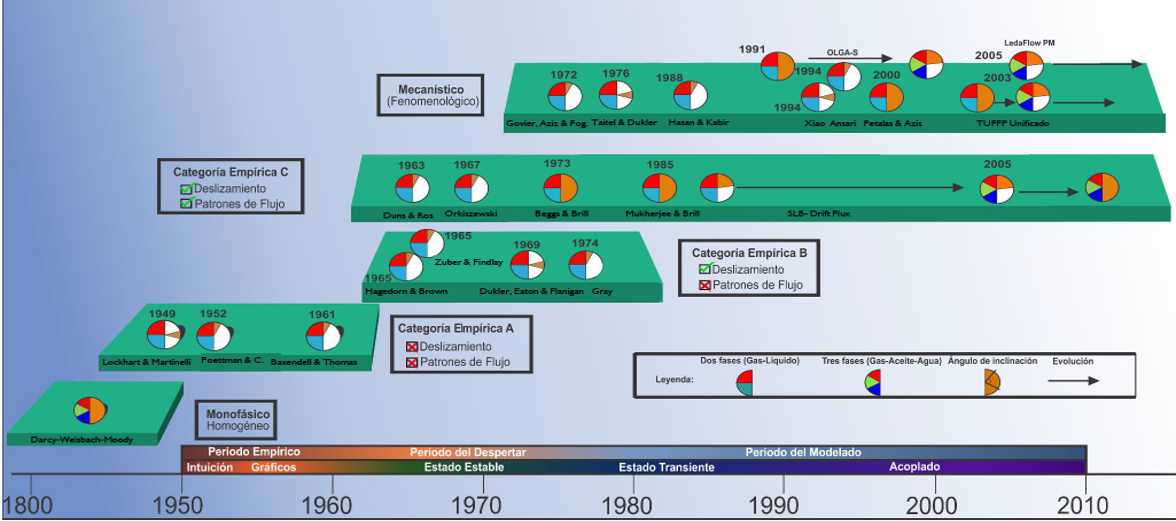 LedaFlow PM
1991
OLGA-S
2005
1972
1976
1988
1994
2000
2003
Mecanístico
(Fenomenológico)
1994
Govier, Aziz & Fog.
Taitel & Dukler
Hasan & Kabir
Xiao
Ansari
Petalas & Azis
TUFFP Unificado
Categoría Empírica C
Deslizamiento
Patrones de Flujo
1963
1967
1973
1985
2005
Duns & Ros
Orkiszewski
Beggs & Brill
Mukherjee & Brill
SLB- Drift Flux
1965
1969
1974
Zuber & Findlay
1965
Hagedorn & Brown
Dukler, Eaton & Flanigan
Gray
Categoría Empírica B
Deslizamiento
Patrones de Flujo
1949
1952
1961
Lockhart & Martinelli
Poettman & C.
Baxendell & Thomas
Categoría Empírica A
Deslizamiento
Patrones de Flujo
Dos fases (Gas-Líquido)
Tres fases (Gas-Aceite-Agua)
Ángulo de inclinación
Evolución
Leyenda:
Darcy-Weisbach-Moody
Monofásico
Homogéneo
Periodo Empírico
Periodo del Despertar
Periodo del Modelado
Intuición
Gráficos
Estado Estable
Estado Transiente
Acoplado
1800
1950
1960
1970
1980
1990
2000
2010